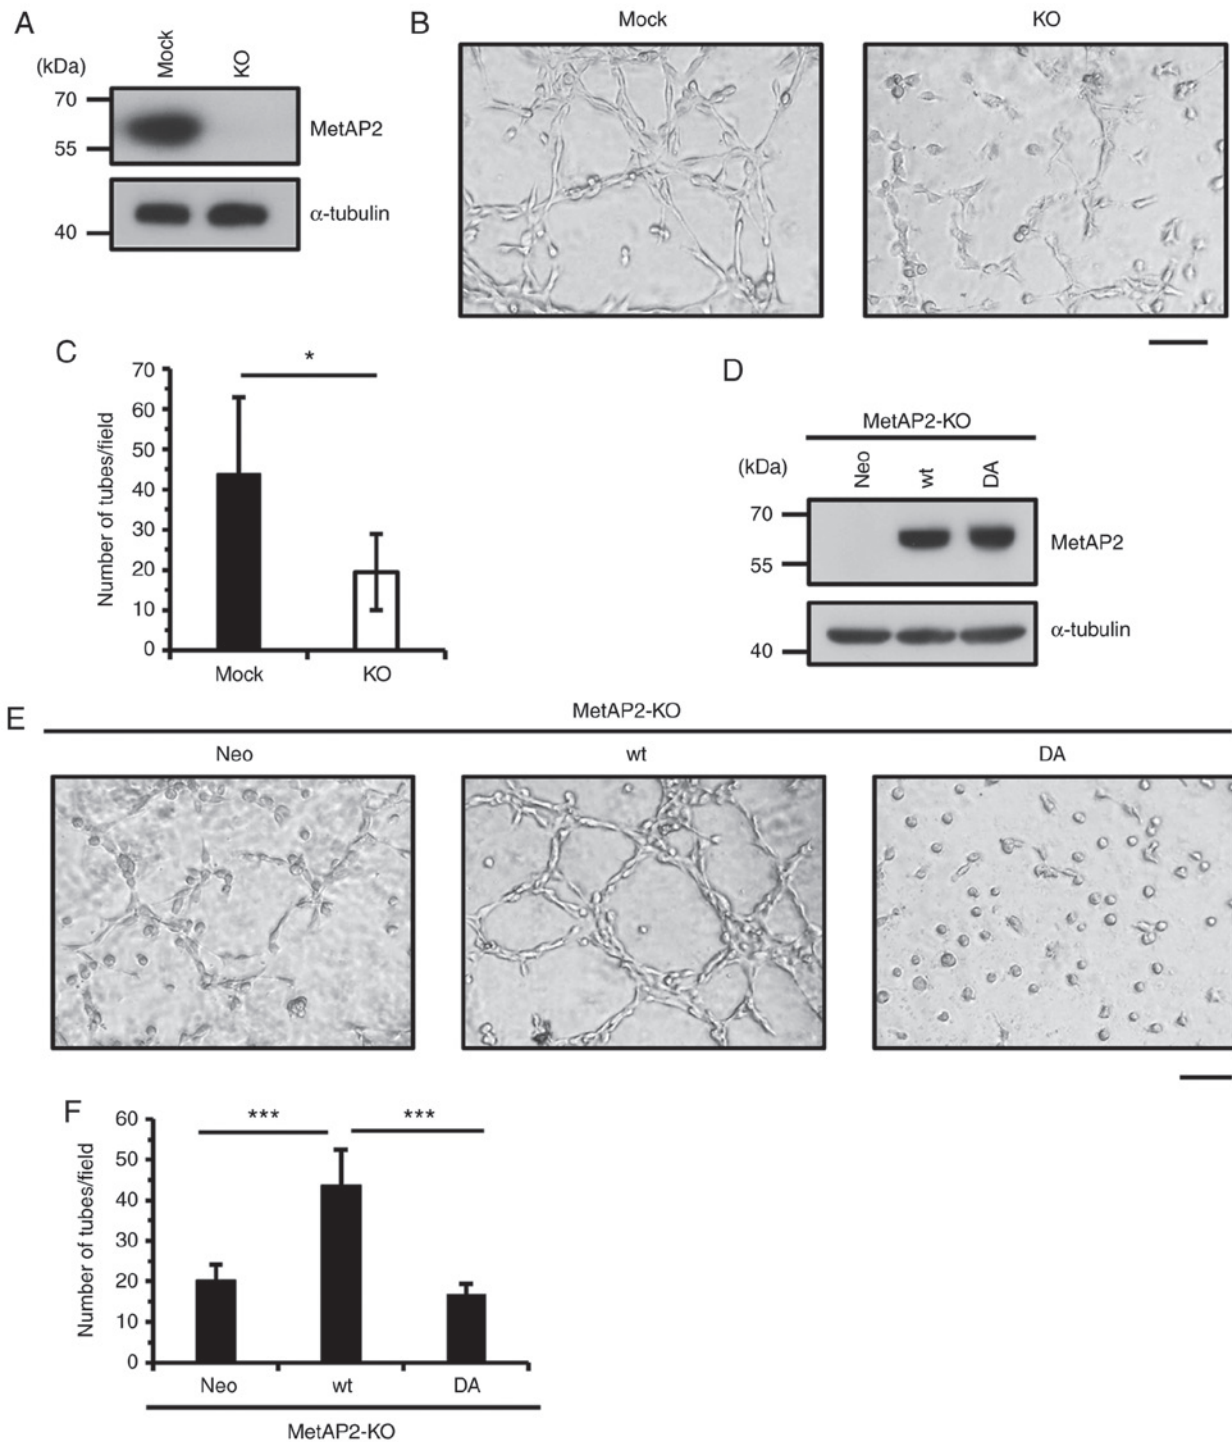 A
(kDa)
Mock
KO
70
55
MetAP2
40
α-tubulin
B
Mock
KO
C
Number of tubes/field
70
60
50
40
30
20
10
0
*
Mock
KO
D
MetAP2-KO
(kDa)
Neo
wt
DA
70
55
MetAP2
40
α-tubulin
E
MetAP2-KO
Neo
wt
DA
F
Number of tubes/field
60
50
40
30
20
10
0
***
***
Neo
wt
DA
MetAP2-KO